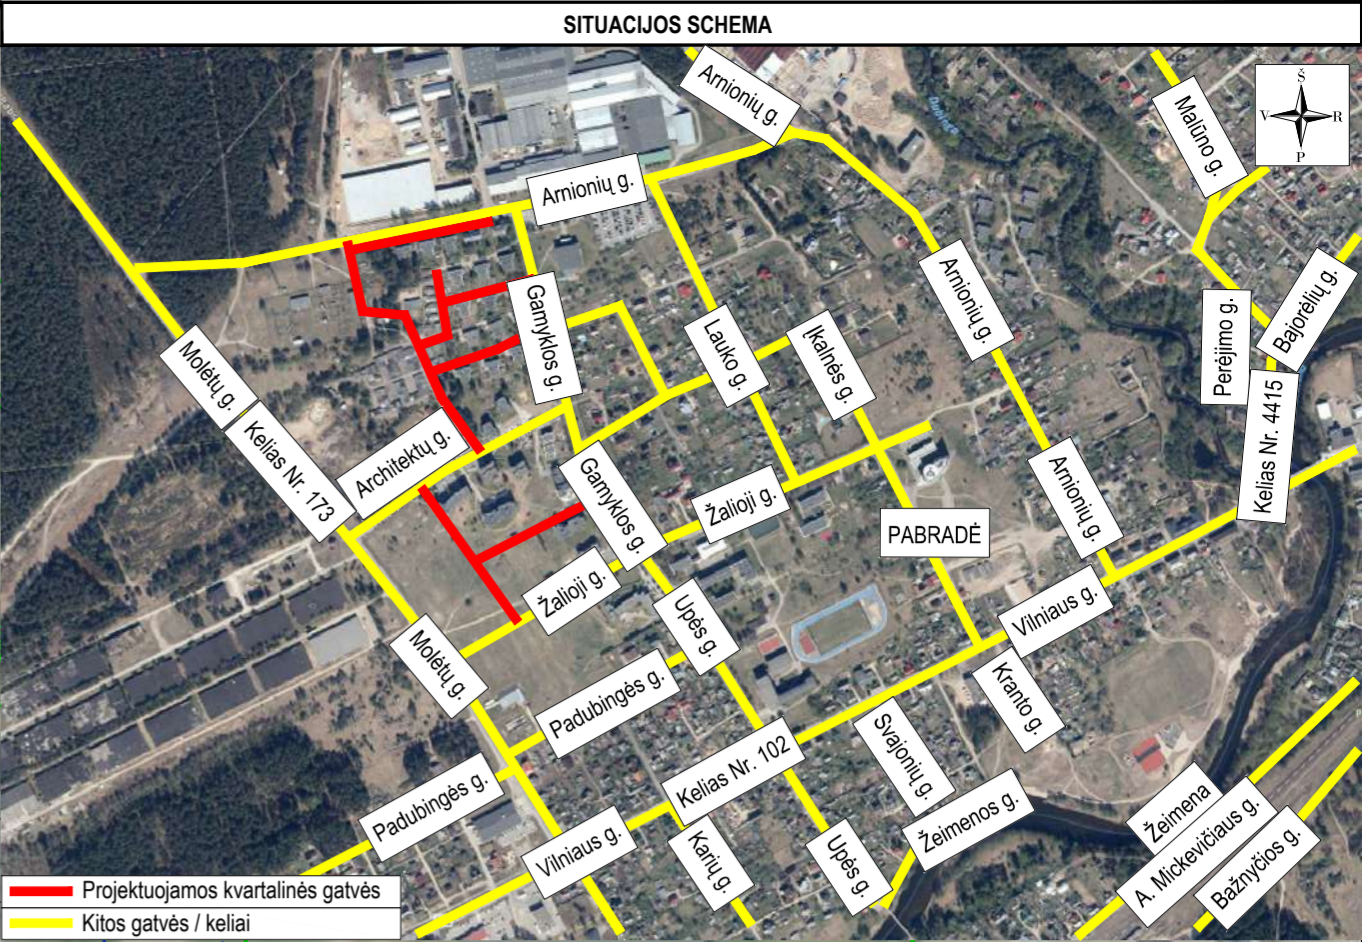 SITUACIJOS SCHEMA
Arnionių g.
Dubinga
Malūno g.
Š
V
R
P
Arnionių g.
Arnionių g.
Gamyklos g.
Lauko g.
Įkalnės g.
Perėjimo g.
Bajorėlių g.
Kelias Nr. 4415
Molėtų g.
Kelias Nr. 173
Architektų g.
Gamyklos g.
Žalioji g.
Arnionių g.
PABRADĖ
Žalioji g.
Upės g.
Vilniaus g.
Molėtų g.
Padubingės g.
Kranto g.
Svajonių g.
Kelias Nr. 102
Padubingės g.
Vilniaus g.
Karių g.
Upės g.
Žeimenos g.
Žeimena
A. Mickevičiaus g.
Bažnyčios g.
Projektuojamos kvartalinės gatvės
Kitos gatvės / keliai